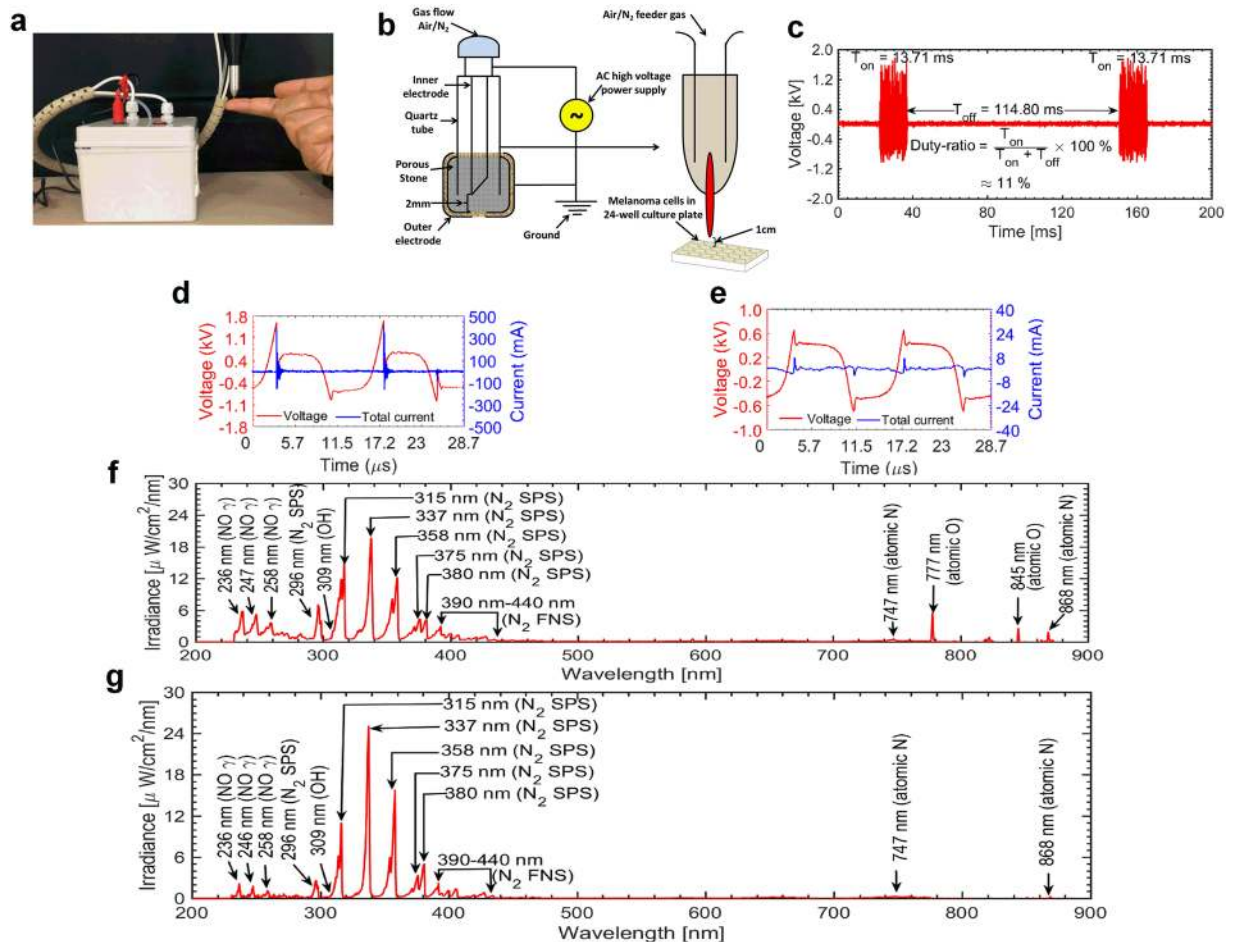 a
b
Gas flow
Air/N₂
Inner
electrode
Quartz
tube
Porous
Stone
2mm
Outer
electrode
AC high voltage
power supply
~
Ground
Air/N₂ feeder gas
Melanoma cells in
24-well culture plate
1cm
c
Voltage [kV]
2.0
1.2
0.4
-0.4
-1.2
-2.0
T_on = 13.71 ms
T_on = 13.71 ms
T_off = 114.80 ms
Duty-ratio = T_on / (T_on + T_off) × 100 %
≈ 11 %
0 40 80 120 160 200
Time [ms]
d
Voltage (kV)
1.8
1.1
0.4
-0.4
-1.1
-1.8
Voltage
Total current
500
300
100
-100
-300
-500
Current (mA)
0 5.7 11.5 17.2 23 28.7
Time (μs)
e
Voltage (kV)
1.0
0.6
0.2
-0.2
-0.6
-1.0
Voltage
Total current
40
24
8
-8
-24
-40
Current (mA)
0 5.7 11.5 17.2 23 28.7
Time (μs)
f
Irradiance [μ W/cm²/nm]
30
24
18
12
6
0
236 nm (NO γ)
247 nm (NO γ)
258 nm (NO γ)
296 nm (N₂ SPS)
309 nm (OH)
315 nm (N₂ SPS)
337 nm (N₂ SPS)
358 nm (N₂ SPS)
375 nm (N₂ SPS)
380 nm (N₂ SPS)
390 nm-440 nm
(N₂ FNS)
747 nm (atomic N)
777 nm
(atomic O)
845 nm
(atomic O)
868 nm (atomic N)
200 300 400 500 600 700 800 900
Wavelength [nm]
g
Irradiance [μ W/cm²/nm]
30
24
18
12
6
0
236 nm (NO γ)
246 nm (NO γ)
258 nm (NO γ)
296 nm (N₂ SPS)
309 nm (OH)
315 nm (N₂ SPS)
337 nm (N₂ SPS)
358 nm (N₂ SPS)
375 nm (N₂ SPS)
380 nm (N₂ SPS)
390-440 nm
(N₂ FNS)
747 nm (atomic N)
868 nm (atomic N)
200 300 400 500 600 700 800 900
Wavelength [nm]